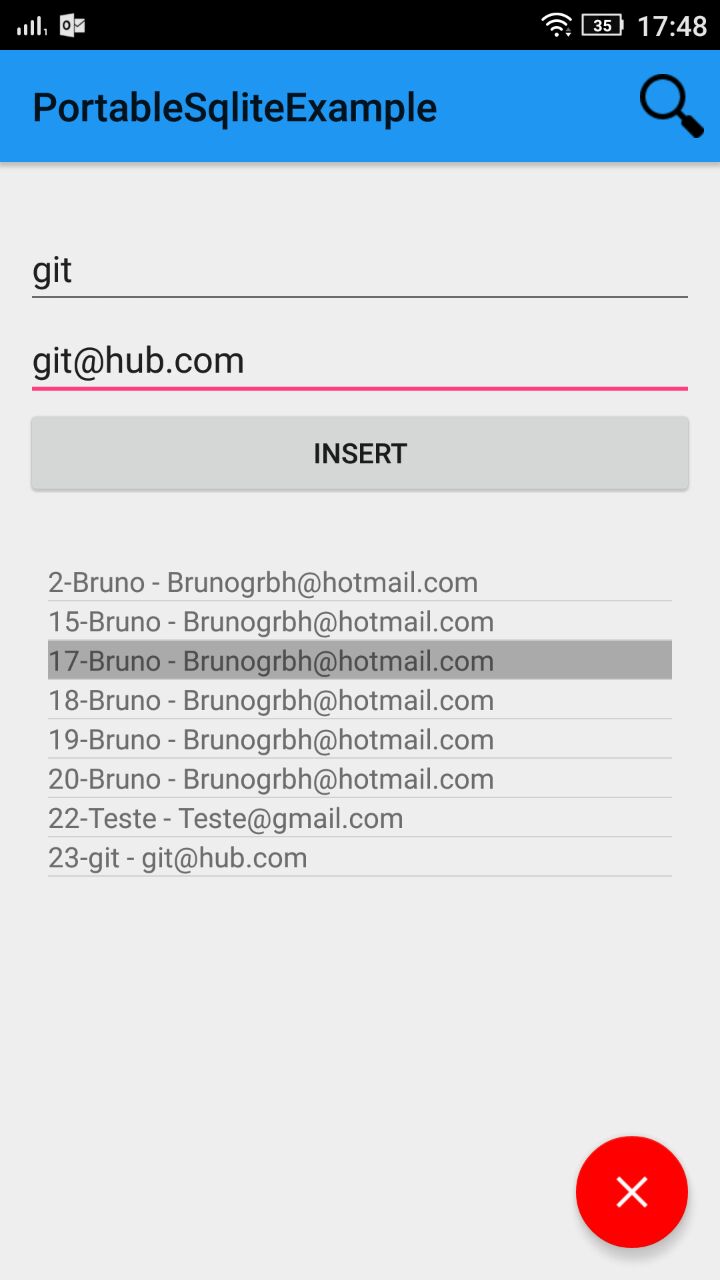 35 17:48
PortableSqliteExample
git
git@hub.com
INSERT
2-Bruno - Brunogrbh@hotmail.com
15-Bruno - Brunogrbh@hotmail.com
17-Bruno - Brunogrbh@hotmail.com
18-Bruno - Brunogrbh@hotmail.com
19-Bruno - Brunogrbh@hotmail.com
20-Bruno - Brunogrbh@hotmail.com
22-Teste - Teste@gmail.com
23-git - git@hub.com